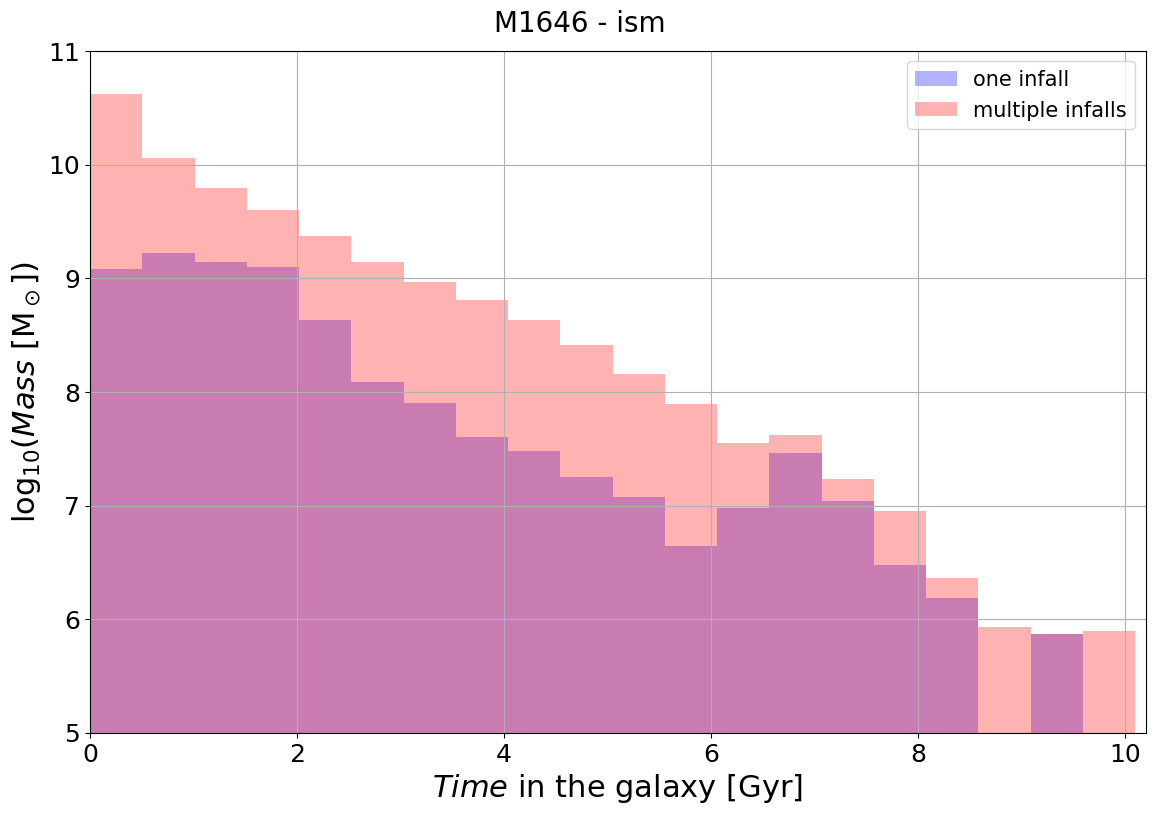 M1646 - ism
one infall
multiple infalls
log₁₀(Mass [M_⊙])
11
10
9
8
7
6
5
0 2 4 6 8 10
Time in the galaxy [Gyr]